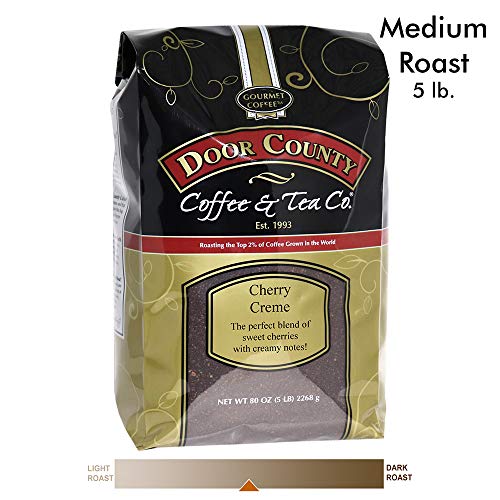 Medium
Roast
5 lb.
GOURMET
COFFEE™
DOOR COUNTY
Coffee & Tea Co.®
Est. 1993
Roasting the Top 2% of Coffee Grown in the World
Cherry
Creme
The perfect blend of
sweet cherries
with creamy notes!
NET WT 80 OZ (5 LB) 2268 g
LIGHT
ROAST
DARK
ROAST